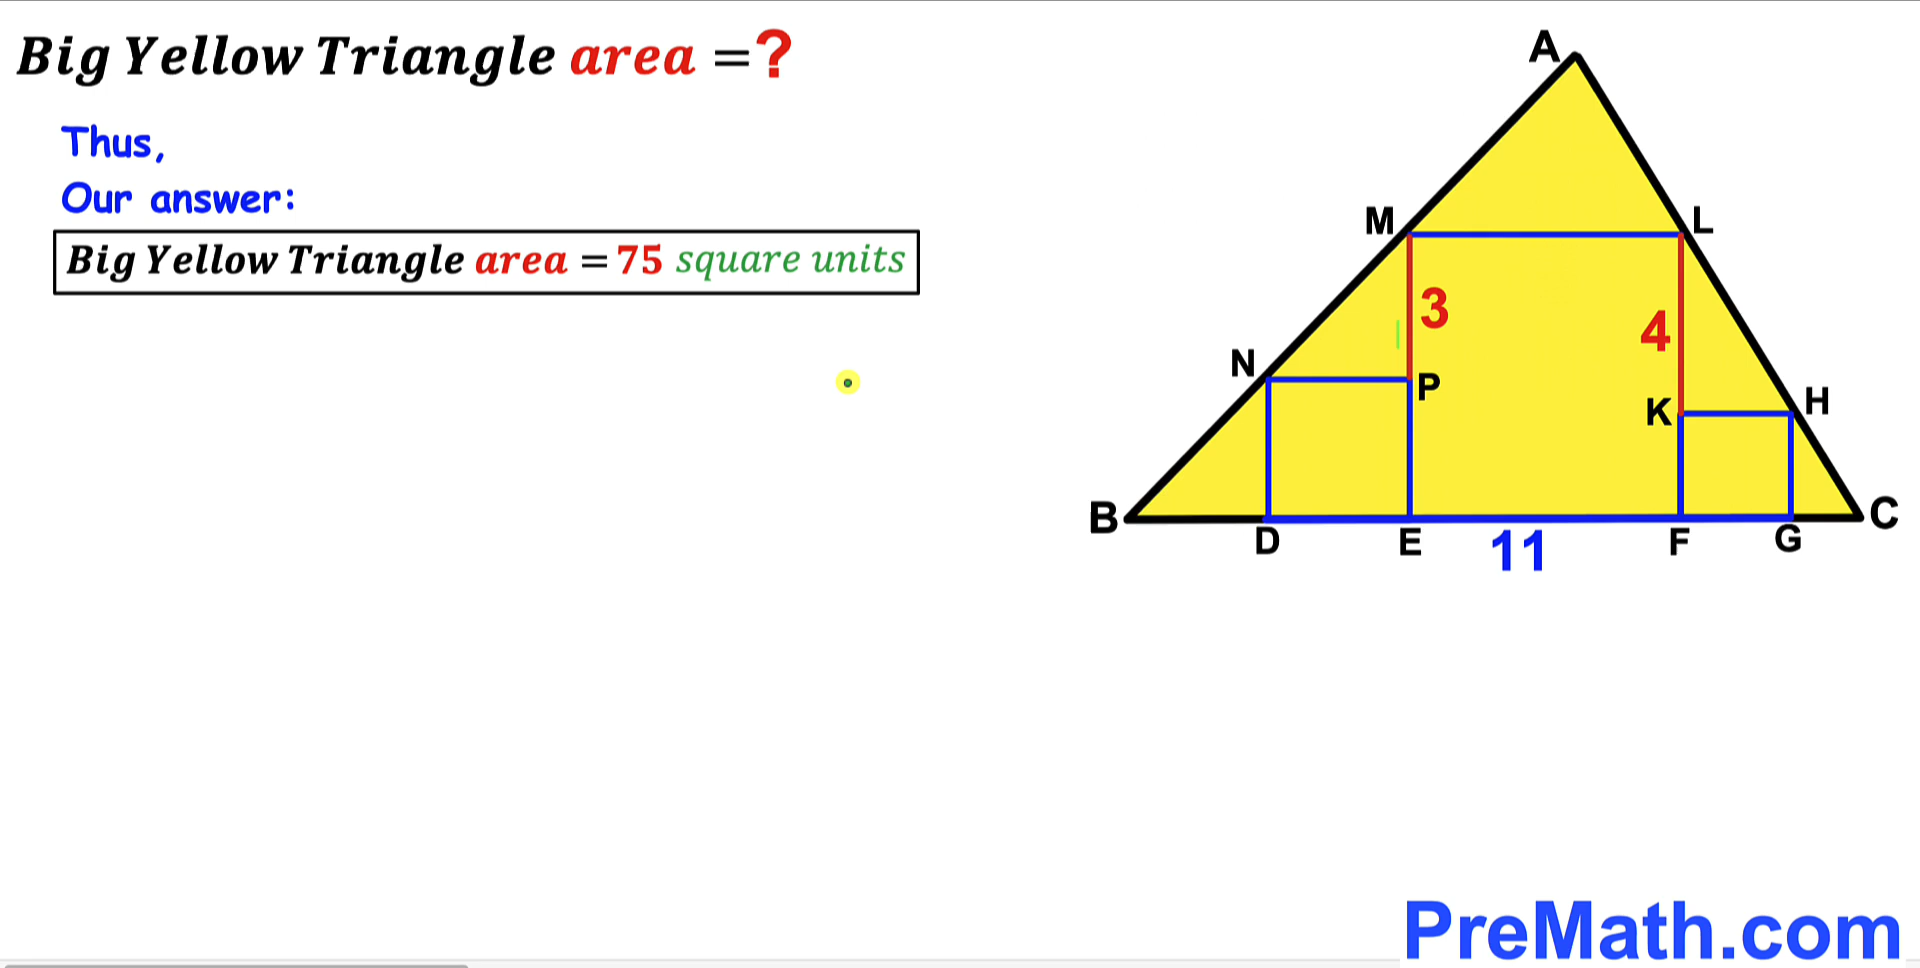 Big Yellow Triangle area =?
Thus,
Our answer:
Big Yellow Triangle area = 75 square units
A
M
L
3
4
N
P
K
H
B
C
D
E
11
F
G
PreMath.com